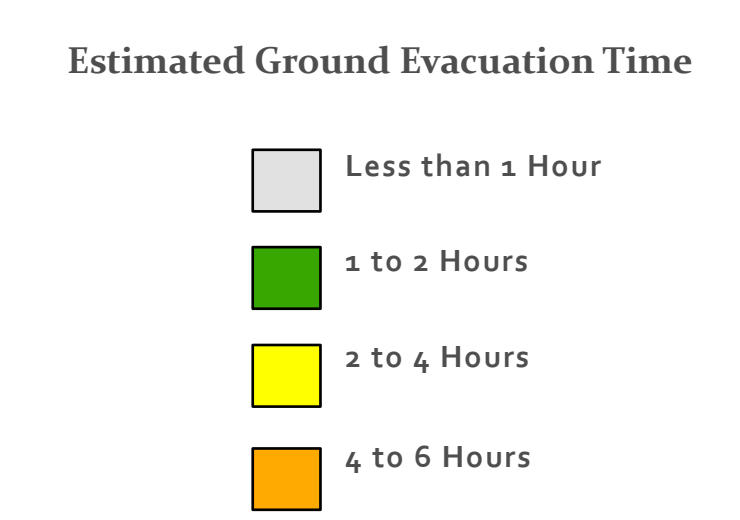 Estimated Ground Evacuation Time
Less than 1 Hour
1 to 2 Hours
2 to 4 Hours
4 to 6 Hours